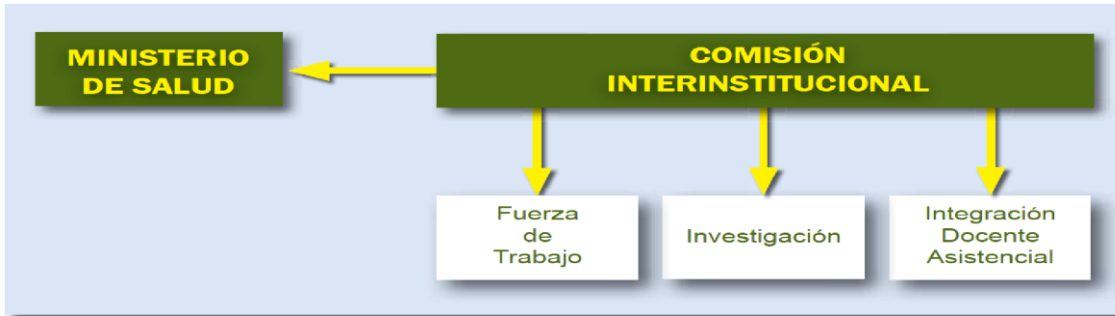 MINISTERIO
DE SALUD
COMISIÓN
INTERINSTITUCIONAL
Fuerza
de
Trabajo
Investigación
Integración
Docente
Asistencial